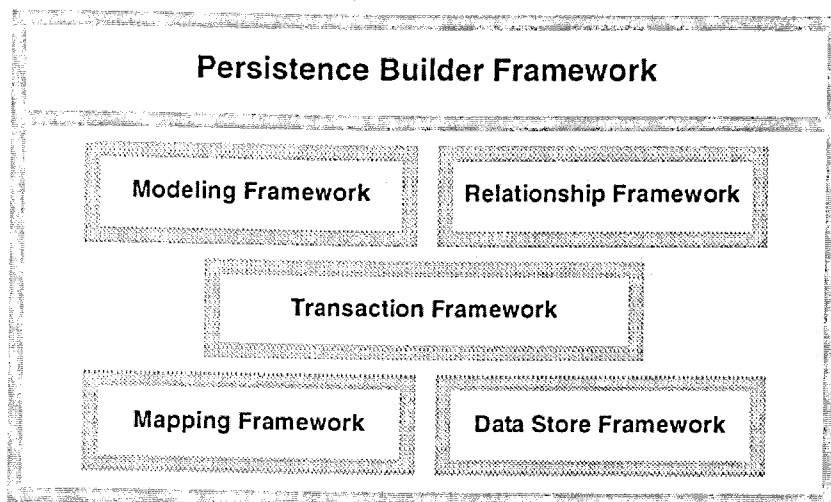 Persistence Builder Framework
Modeling Framework
Relationship Framework
Transaction Framework
Mapping Framework
Data Store Framework